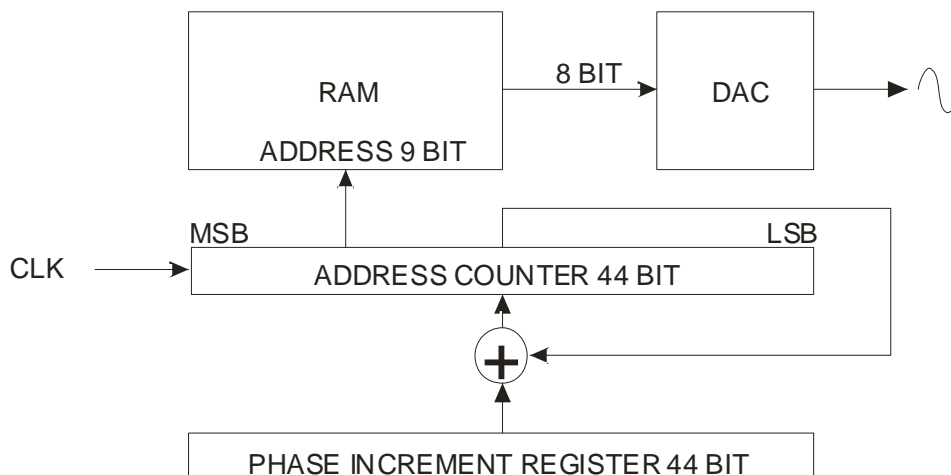 RAM
8 BIT
DAC
ADDRESS 9 BIT
MSB
LSB
CLK
ADDRESS COUNTER 44 BIT
+
PHASE INCREMENT REGISTER 44 BIT